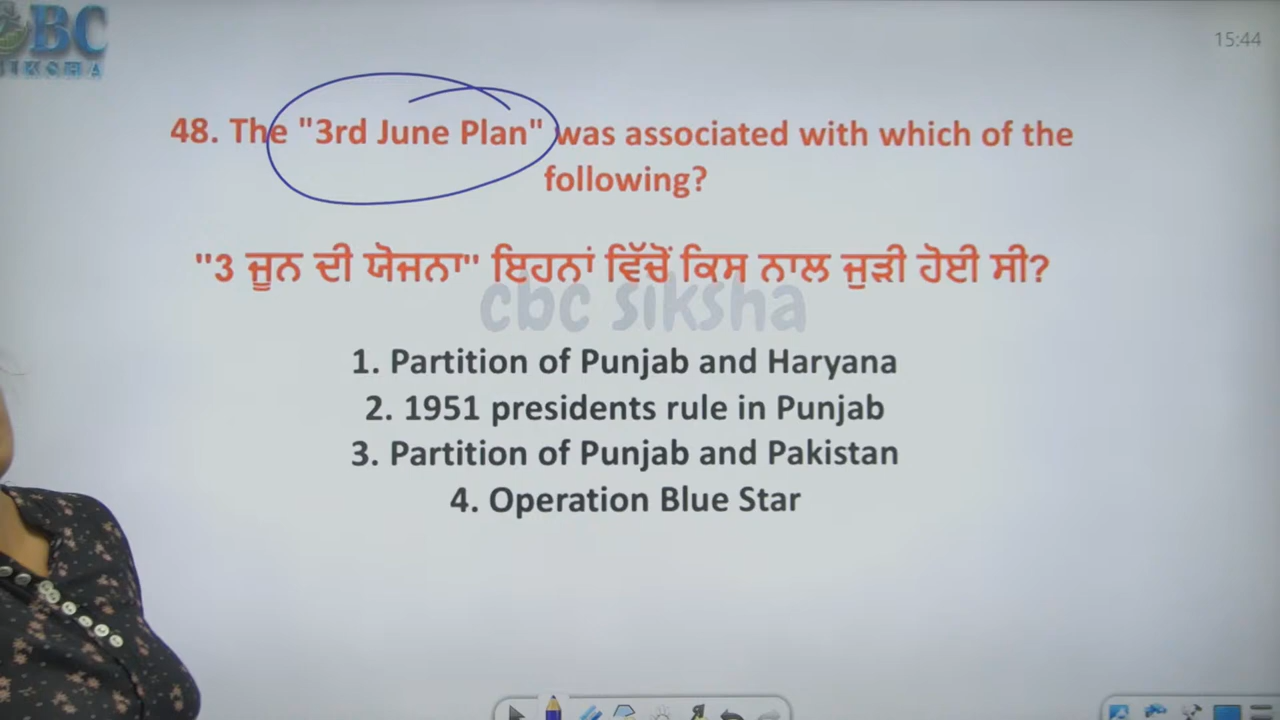 BC
15:44
48. The "3rd June Plan" was associated with which of the
following?
"3 ਜੂਨ ਦੀ ਯੋਜਨਾ" ਇਹਨਾਂ ਵਿੱਚੋਂ ਕਿਸ ਨਾਲ ਜੁੜੀ ਹੋਈ ਸੀ?
cbc siksha
1. Partition of Punjab and Haryana
2. 1951 presidents rule in Punjab
3. Partition of Punjab and Pakistan
4. Operation Blue Star